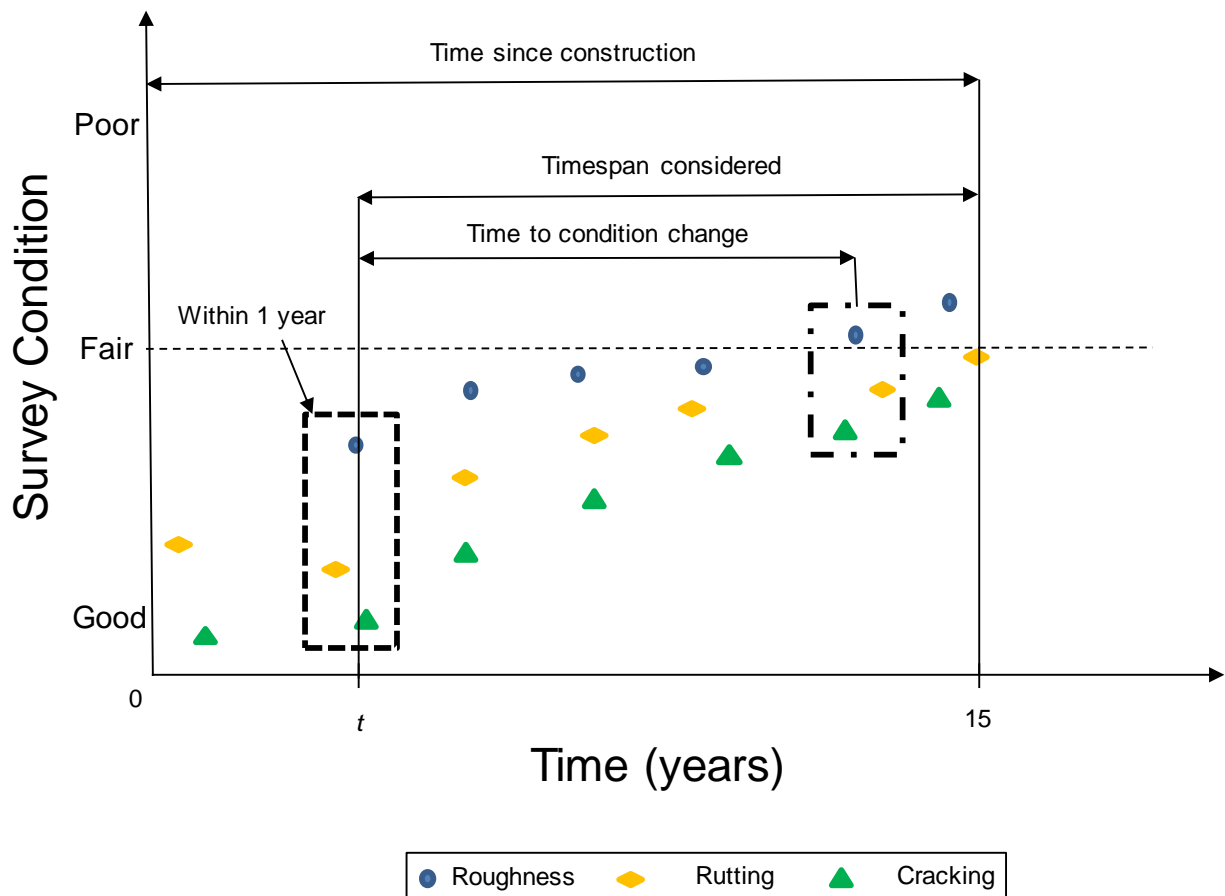 Time since construction
Poor
Timespan considered
Time to condition change
Within 1 year
Fair
Survey Condition
Good
0
t
15
Time (years)
Roughness Rutting Cracking